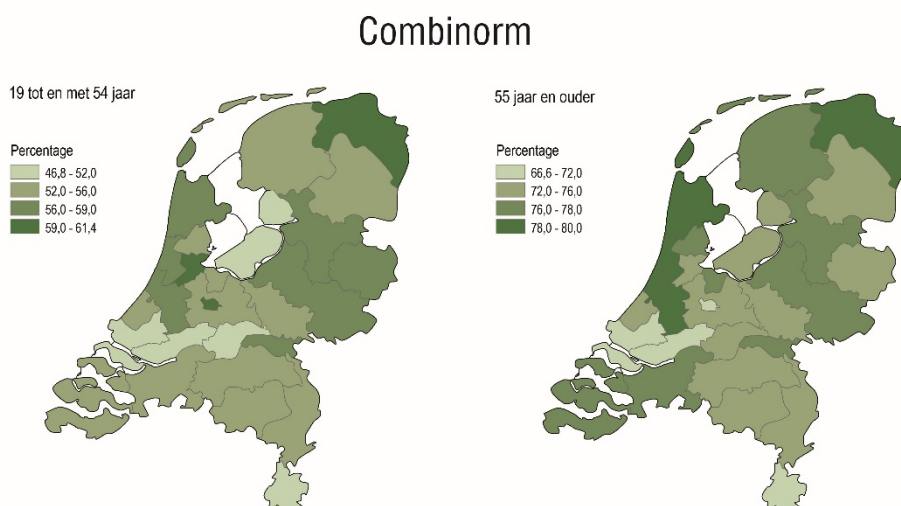 Combinorm
19 tot en met 54 jaar
Percentage
46,8 - 52,0
52,0 - 56,0
56,0 - 59,0
59,0 - 61,4
55 jaar en ouder
Percentage
66,6 - 72,0
72,0 - 76,0
76,0 - 78,0
78,0 - 80,0